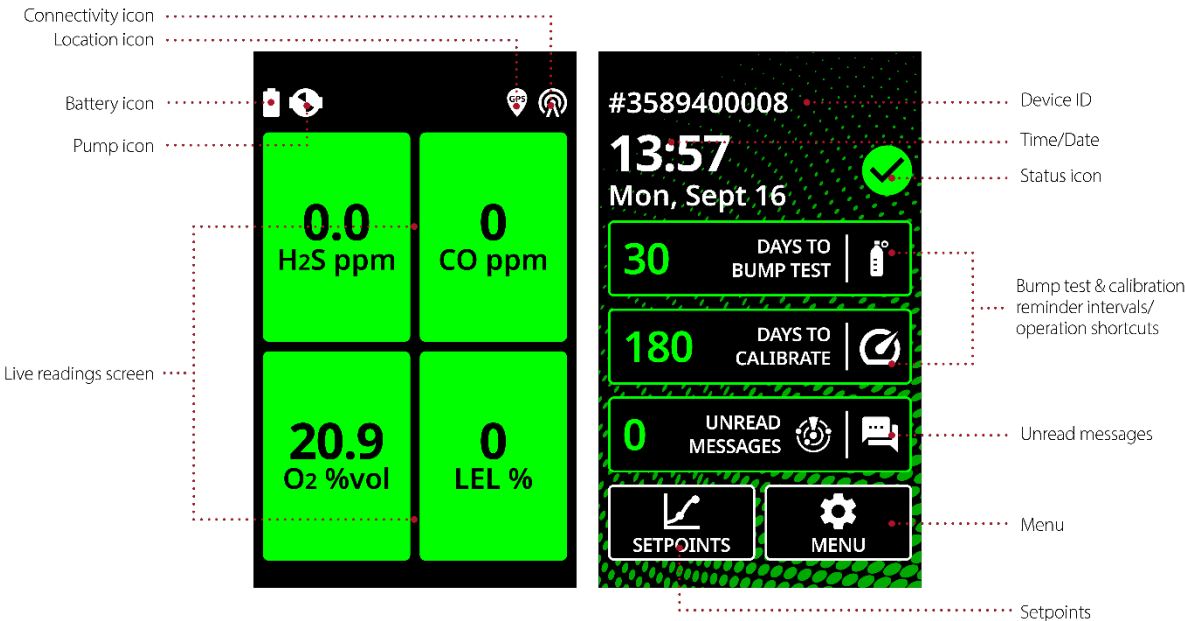 Connectivity icon
Location icon
Battery icon
Pump icon
Live readings screen
GPS
0.0
H2S ppm
0
CO ppm
20.9
O2 %vol
0
LEL %
#3589400008
13:57
Mon, Sept 16
30
DAYS TO
BUMP TEST
180
DAYS TO
CALIBRATE
0
UNREAD
MESSAGES
SETPOINTS
MENU
Device ID
Time/Date
Status icon
Bump test & calibration
reminder intervals/
operation shortcuts
Unread messages
Menu
Setpoints